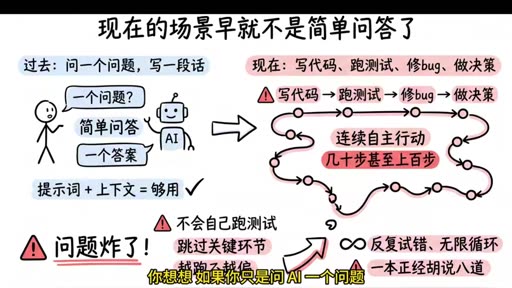 现在的场景早就不是简单问答了
过去：问一个问题，写一段话
一个问题？
简单问答
AI
一个答案
提示词＋上下文＝够用
现在：写代码、跑测试、修bug、做决策
写代码→跑测试→修bug→做决策
连续自主行动
几十步甚至上百步
问题炸了！
不会自己跑测试
跳过关键环节
越跑越偏
反复试错、无限循环
一本正经胡说八道
你想想 如果你只是问 AI 一个问题